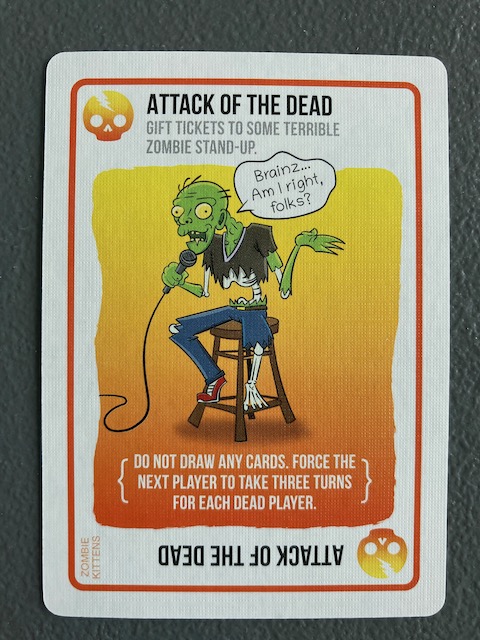 ATTACK OF THE DEAD
GIFT TICKETS TO SOME TERRIBLE
ZOMBIE STAND-UP.
Brainz...
Am I right,
folks?
DO NOT DRAW ANY CARDS. FORCE THE
NEXT PLAYER TO TAKE THREE TURNS
FOR EACH DEAD PLAYER.
ZOMBIE
KITTENS
ATTACK OF THE DEAD